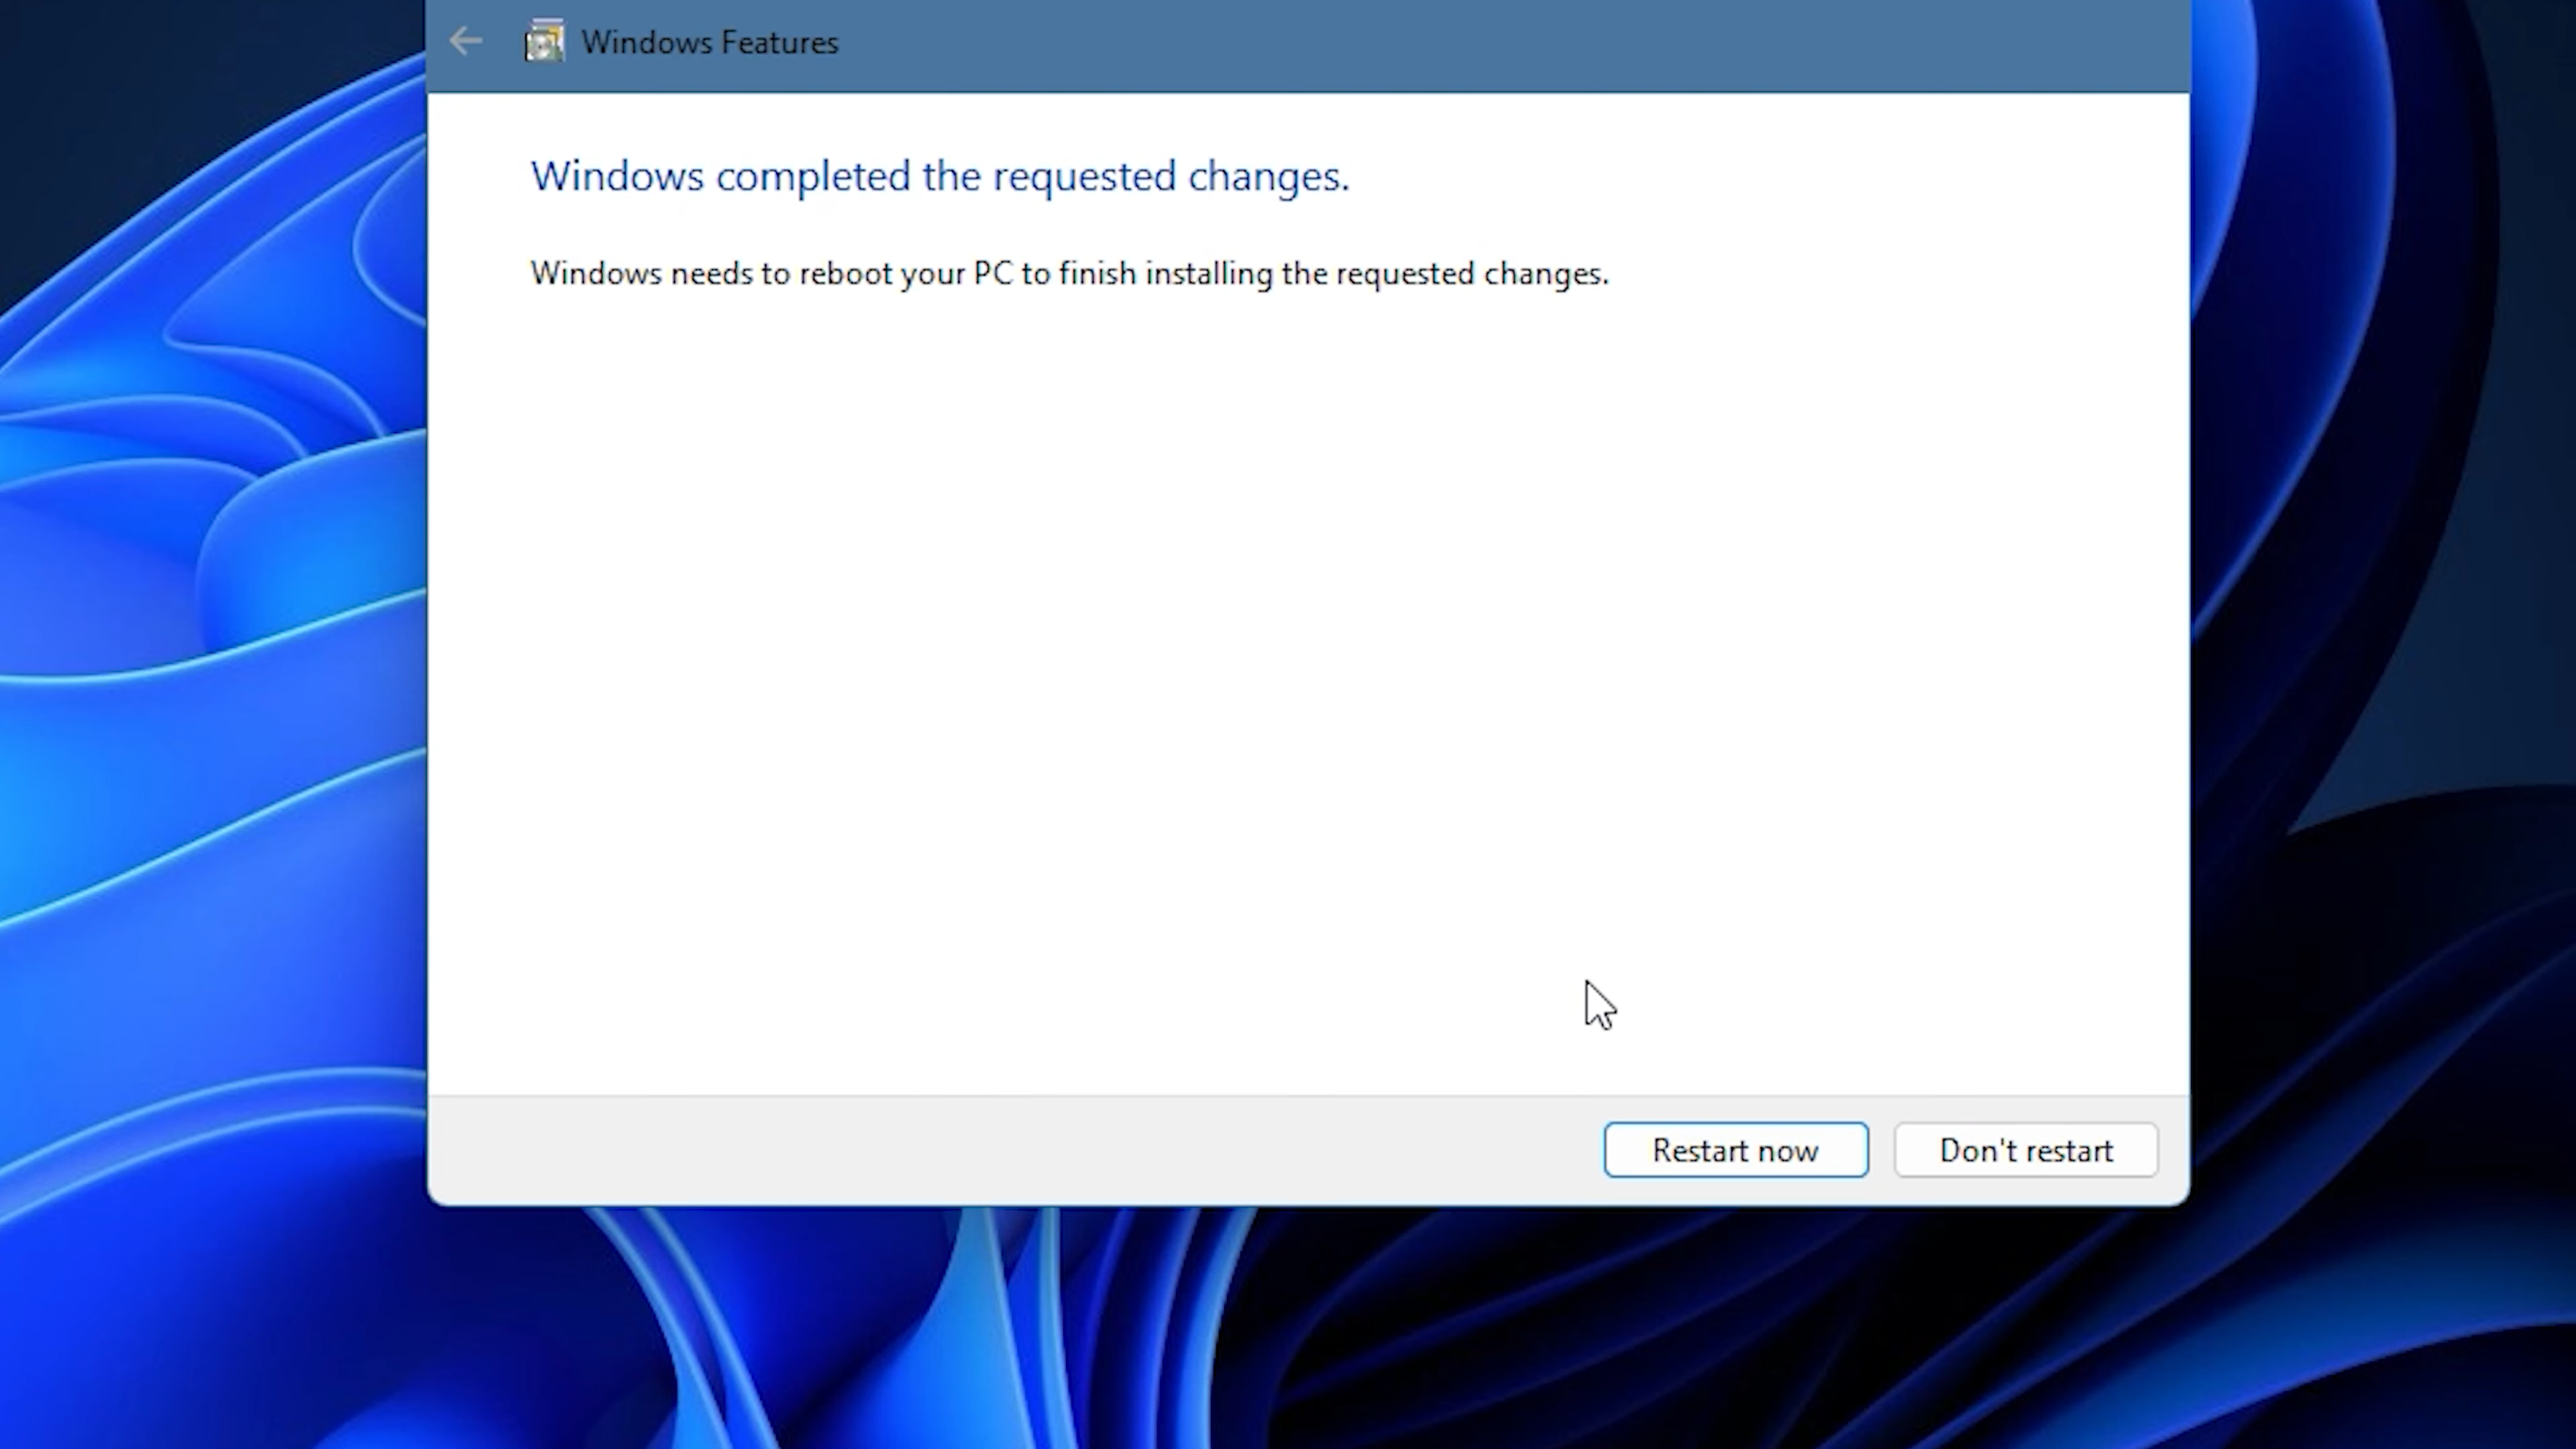 Windows Features
Windows completed the requested changes.
Windows needs to reboot your PC to finish installing the requested changes.
Restart now
Don't restart